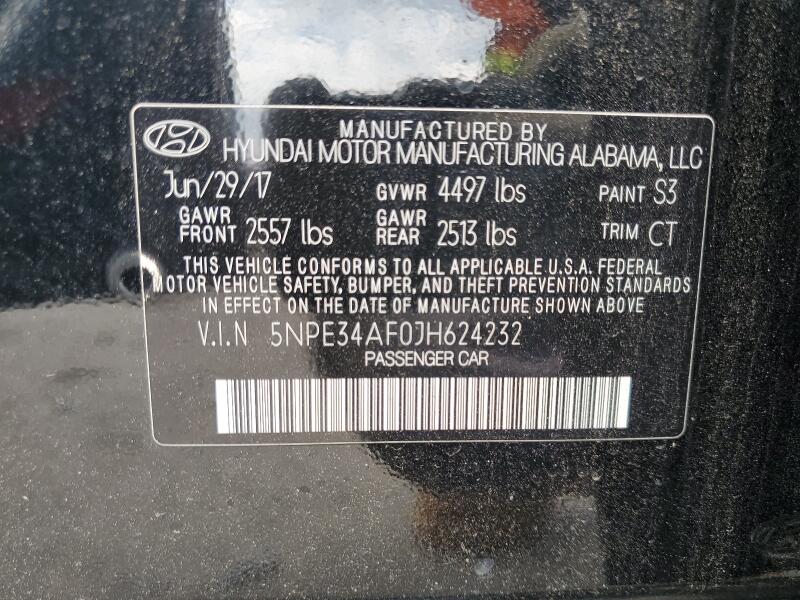 MANUFACTURED BY
HYUNDAI MOTOR MANUFACTURING ALABAMA, LLC
Jun/29/17 GVWR 4497 lbs PAINT S3
GAWR FRONT 2557 lbs GAWR REAR 2513 lbs TRIM CT
THIS VEHICLE CONFORMS TO ALL APPLICABLE U.S.A. FEDERAL
MOTOR VEHICLE SAFETY, BUMPER, AND THEFT PREVENTION STANDARDS
IN EFFECT ON THE DATE OF MANUFACTURE SHOWN ABOVE
V.I.N 5NPE34AF0JH624232
PASSENGER CAR